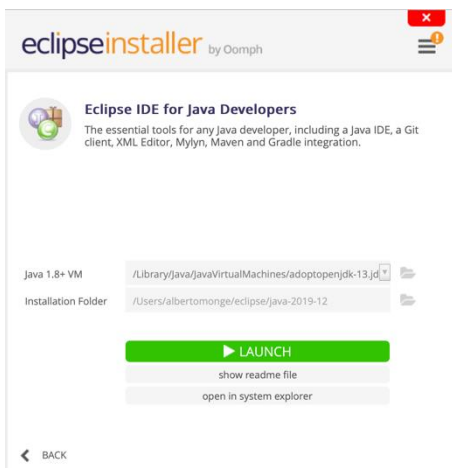 eclipseinstaller by Oomph
Eclipse IDE for Java Developers
The essential tools for any Java developer, including a Java IDE, a Git
client, XML Editor, Mylyn, Maven and Gradle integration.
Java 1.8+ VM /Library/Java/JavaVirtualMachines/adoptopenjdk-13.jd
Installation Folder /Users/albertomonge/eclipse/java-2019-12
LAUNCH
show readme file
open in system explorer
BACK